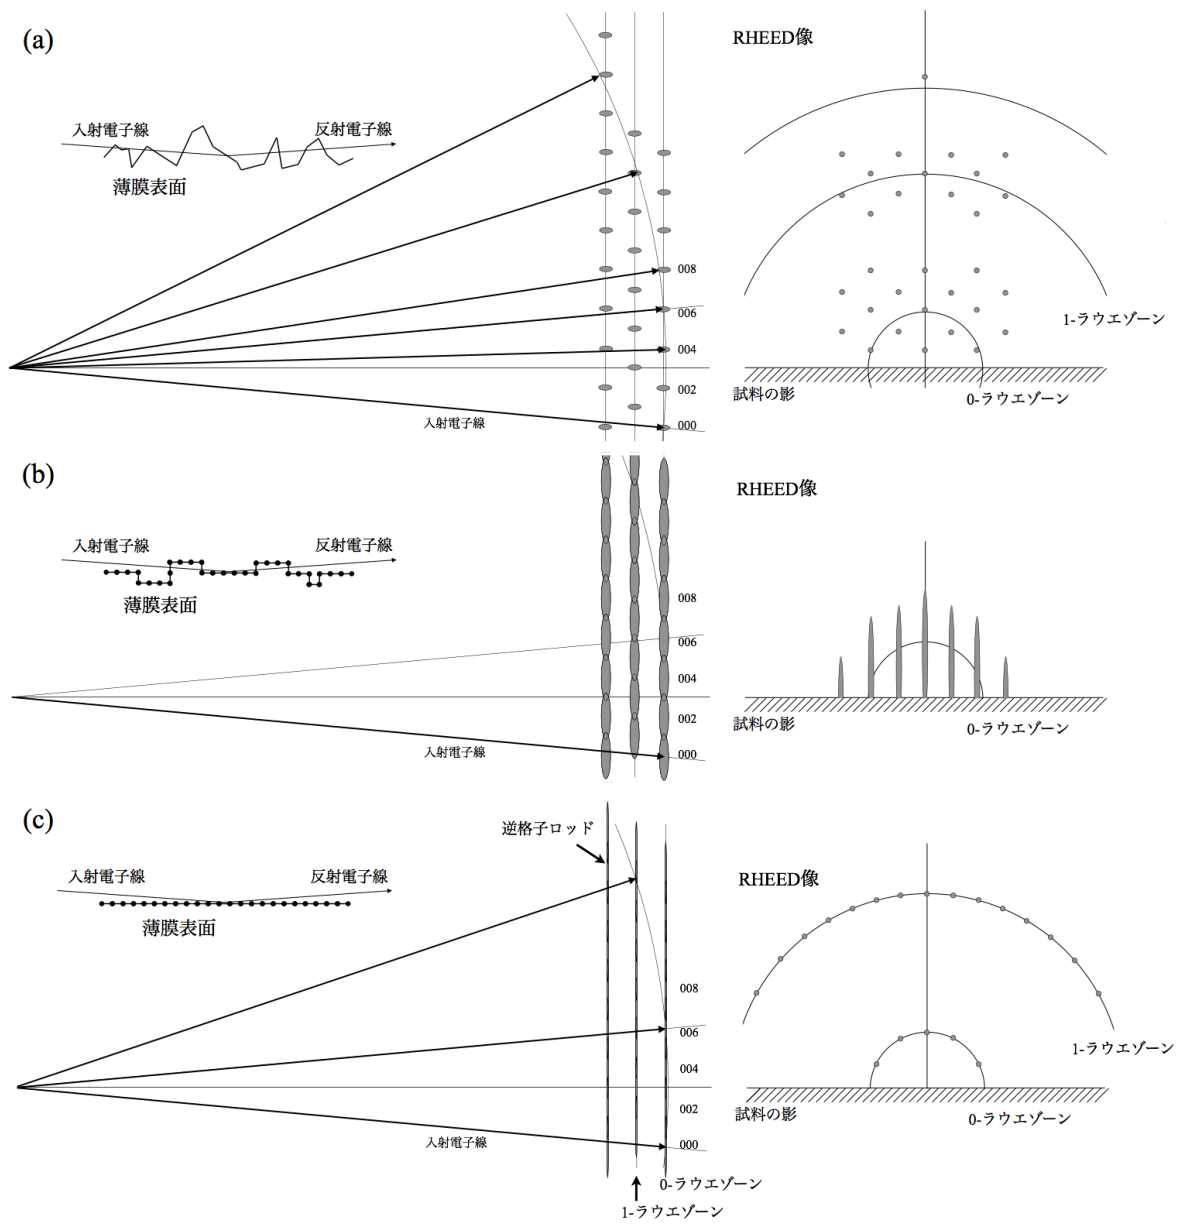 (a)
RHEED像
入射電子線
反射電子線
薄膜表面
008
006
004
002
000
入射電子線
1-ラウエゾーン
試料の影
0-ラウエゾーン
(b)
RHEED像
入射電子線
反射電子線
薄膜表面
008
006
004
002
000
入射電子線
試料の影
0-ラウエゾーン
(c)
逆格子ロッド
RHEED像
入射電子線
反射電子線
薄膜表面
008
006
004
002
000
入射電子線
1-ラウエゾーン
試料の影
0-ラウエゾーン
0-ラウエゾーン
1-ラウエゾーン